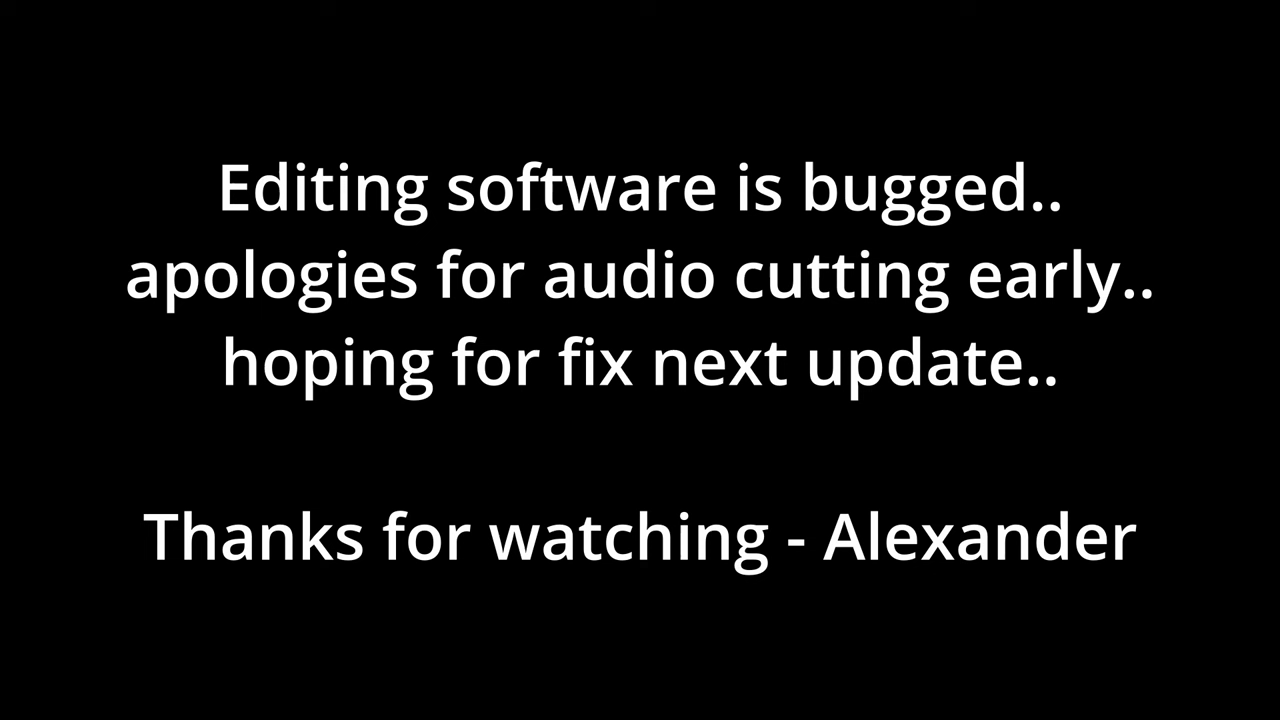 Editing software is bugged..
apologies for audio cutting early..
hoping for fix next update..
Thanks for watching - Alexander